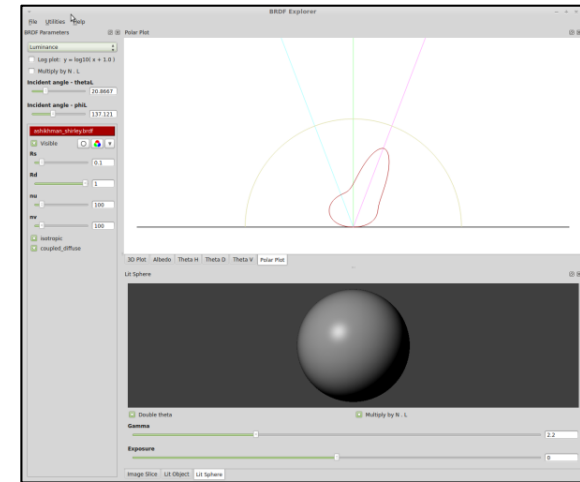 BRDF Explorer
File Utilities Help
BRDF Parameters
Luminance
Log plot: y = log10( x + 1.0 )
Multiply by N . L
Incident angle - thetaL
20.8667
Incident angle - phiL
137.121
ashikhman_shirley.brdf
Visible
Rs
0.1
Rd
1
nu
100
nv
100
isotropic
coupled_diffuse
Polar Plot
3D Plot Albedo Theta H Theta D Theta V Polar Plot
Lit Sphere
Double theta Multiply by N . L
Gamma
2.2
Exposure
0
Image Slice Lit Object Lit Sphere